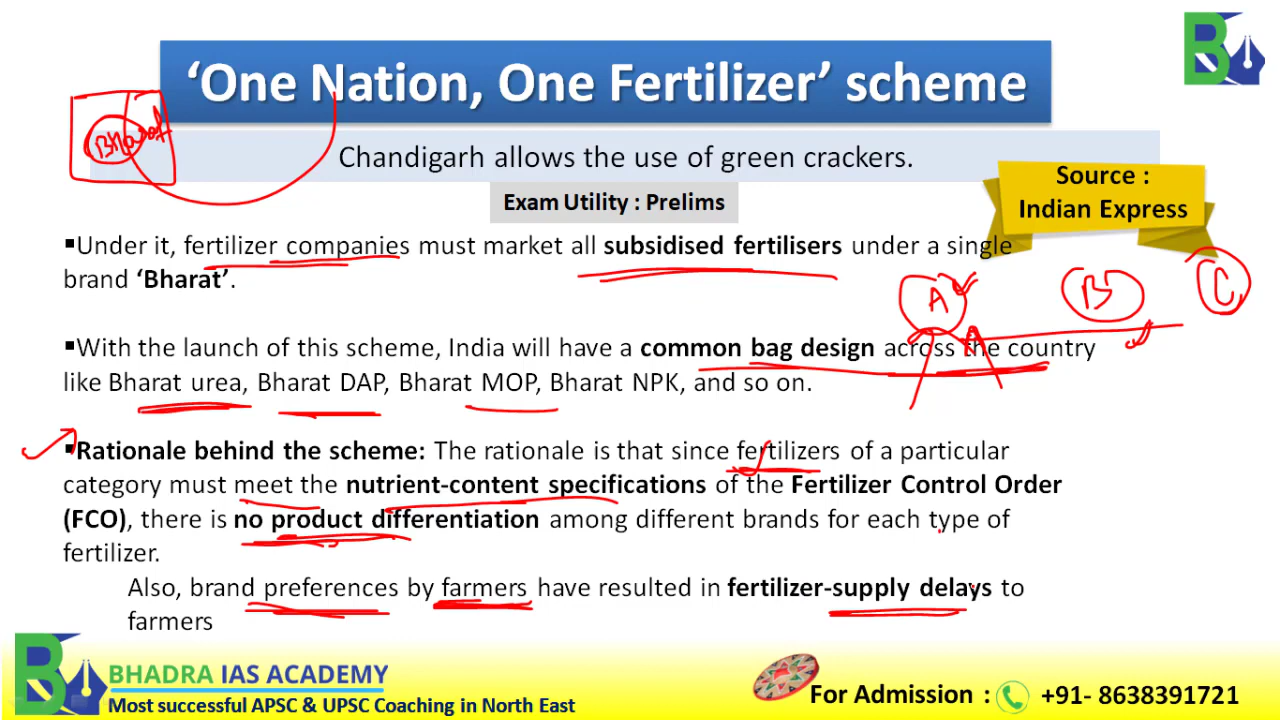 'One Nation, One Fertilizer' scheme
Bharat
Chandigarh allows the use of green crackers.
Source :
Indian Express
Exam Utility : Prelims
▪Under it, fertilizer companies must market all subsidised fertilisers under a single
brand 'Bharat'.
A B C
▪With the launch of this scheme, India will have a common bag design across the country
like Bharat urea, Bharat DAP, Bharat MOP, Bharat NPK, and so on.
▪Rationale behind the scheme: The rationale is that since fertilizers of a particular
category must meet the nutrient-content specifications of the Fertilizer Control Order
(FCO), there is no product differentiation among different brands for each type of
fertilizer.
Also, brand preferences by farmers have resulted in fertilizer-supply delays to
farmers
BHADRA IAS ACADEMY
Most successful APSC & UPSC Coaching in North East
For Admission : +91- 8638391721